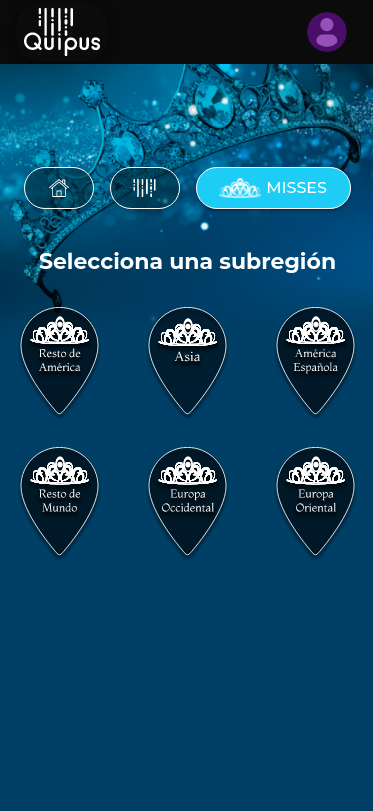 Quipus
MISSES
Selecciona una subregión
Resto de
América
Asia
América
Española
Resto de
Mundo
Europa
Occidental
Europa
Oriental